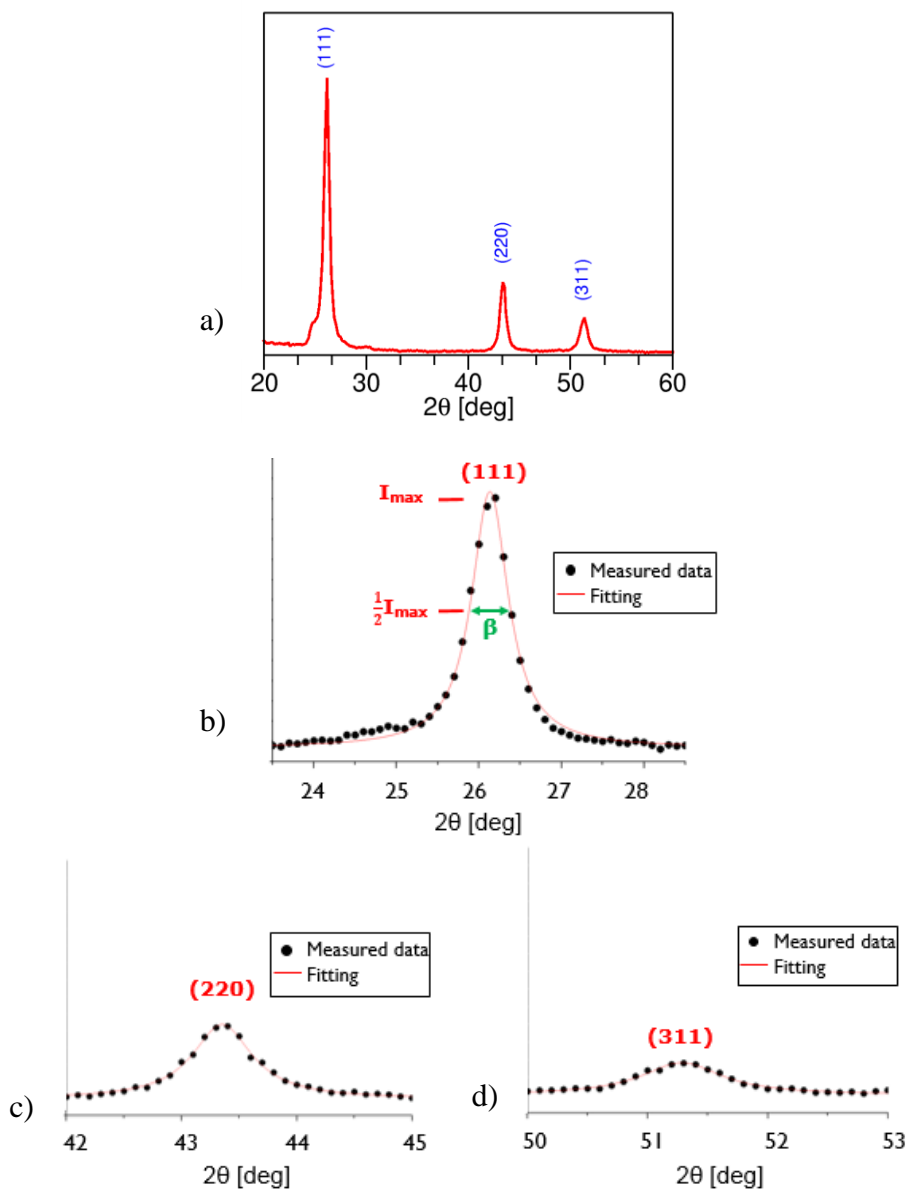 (111)
(220)
(311)
a)
20 30 40 50 60
2θ [deg]
(111)
Imax
½Imax
β
Measured data
Fitting
b)
24 25 26 27 28
2θ [deg]
Measured data
Fitting
(220)
c)
42 43 44 45
2θ [deg]
Measured data
Fitting
(311)
d)
50 51 52 53
2θ [deg]